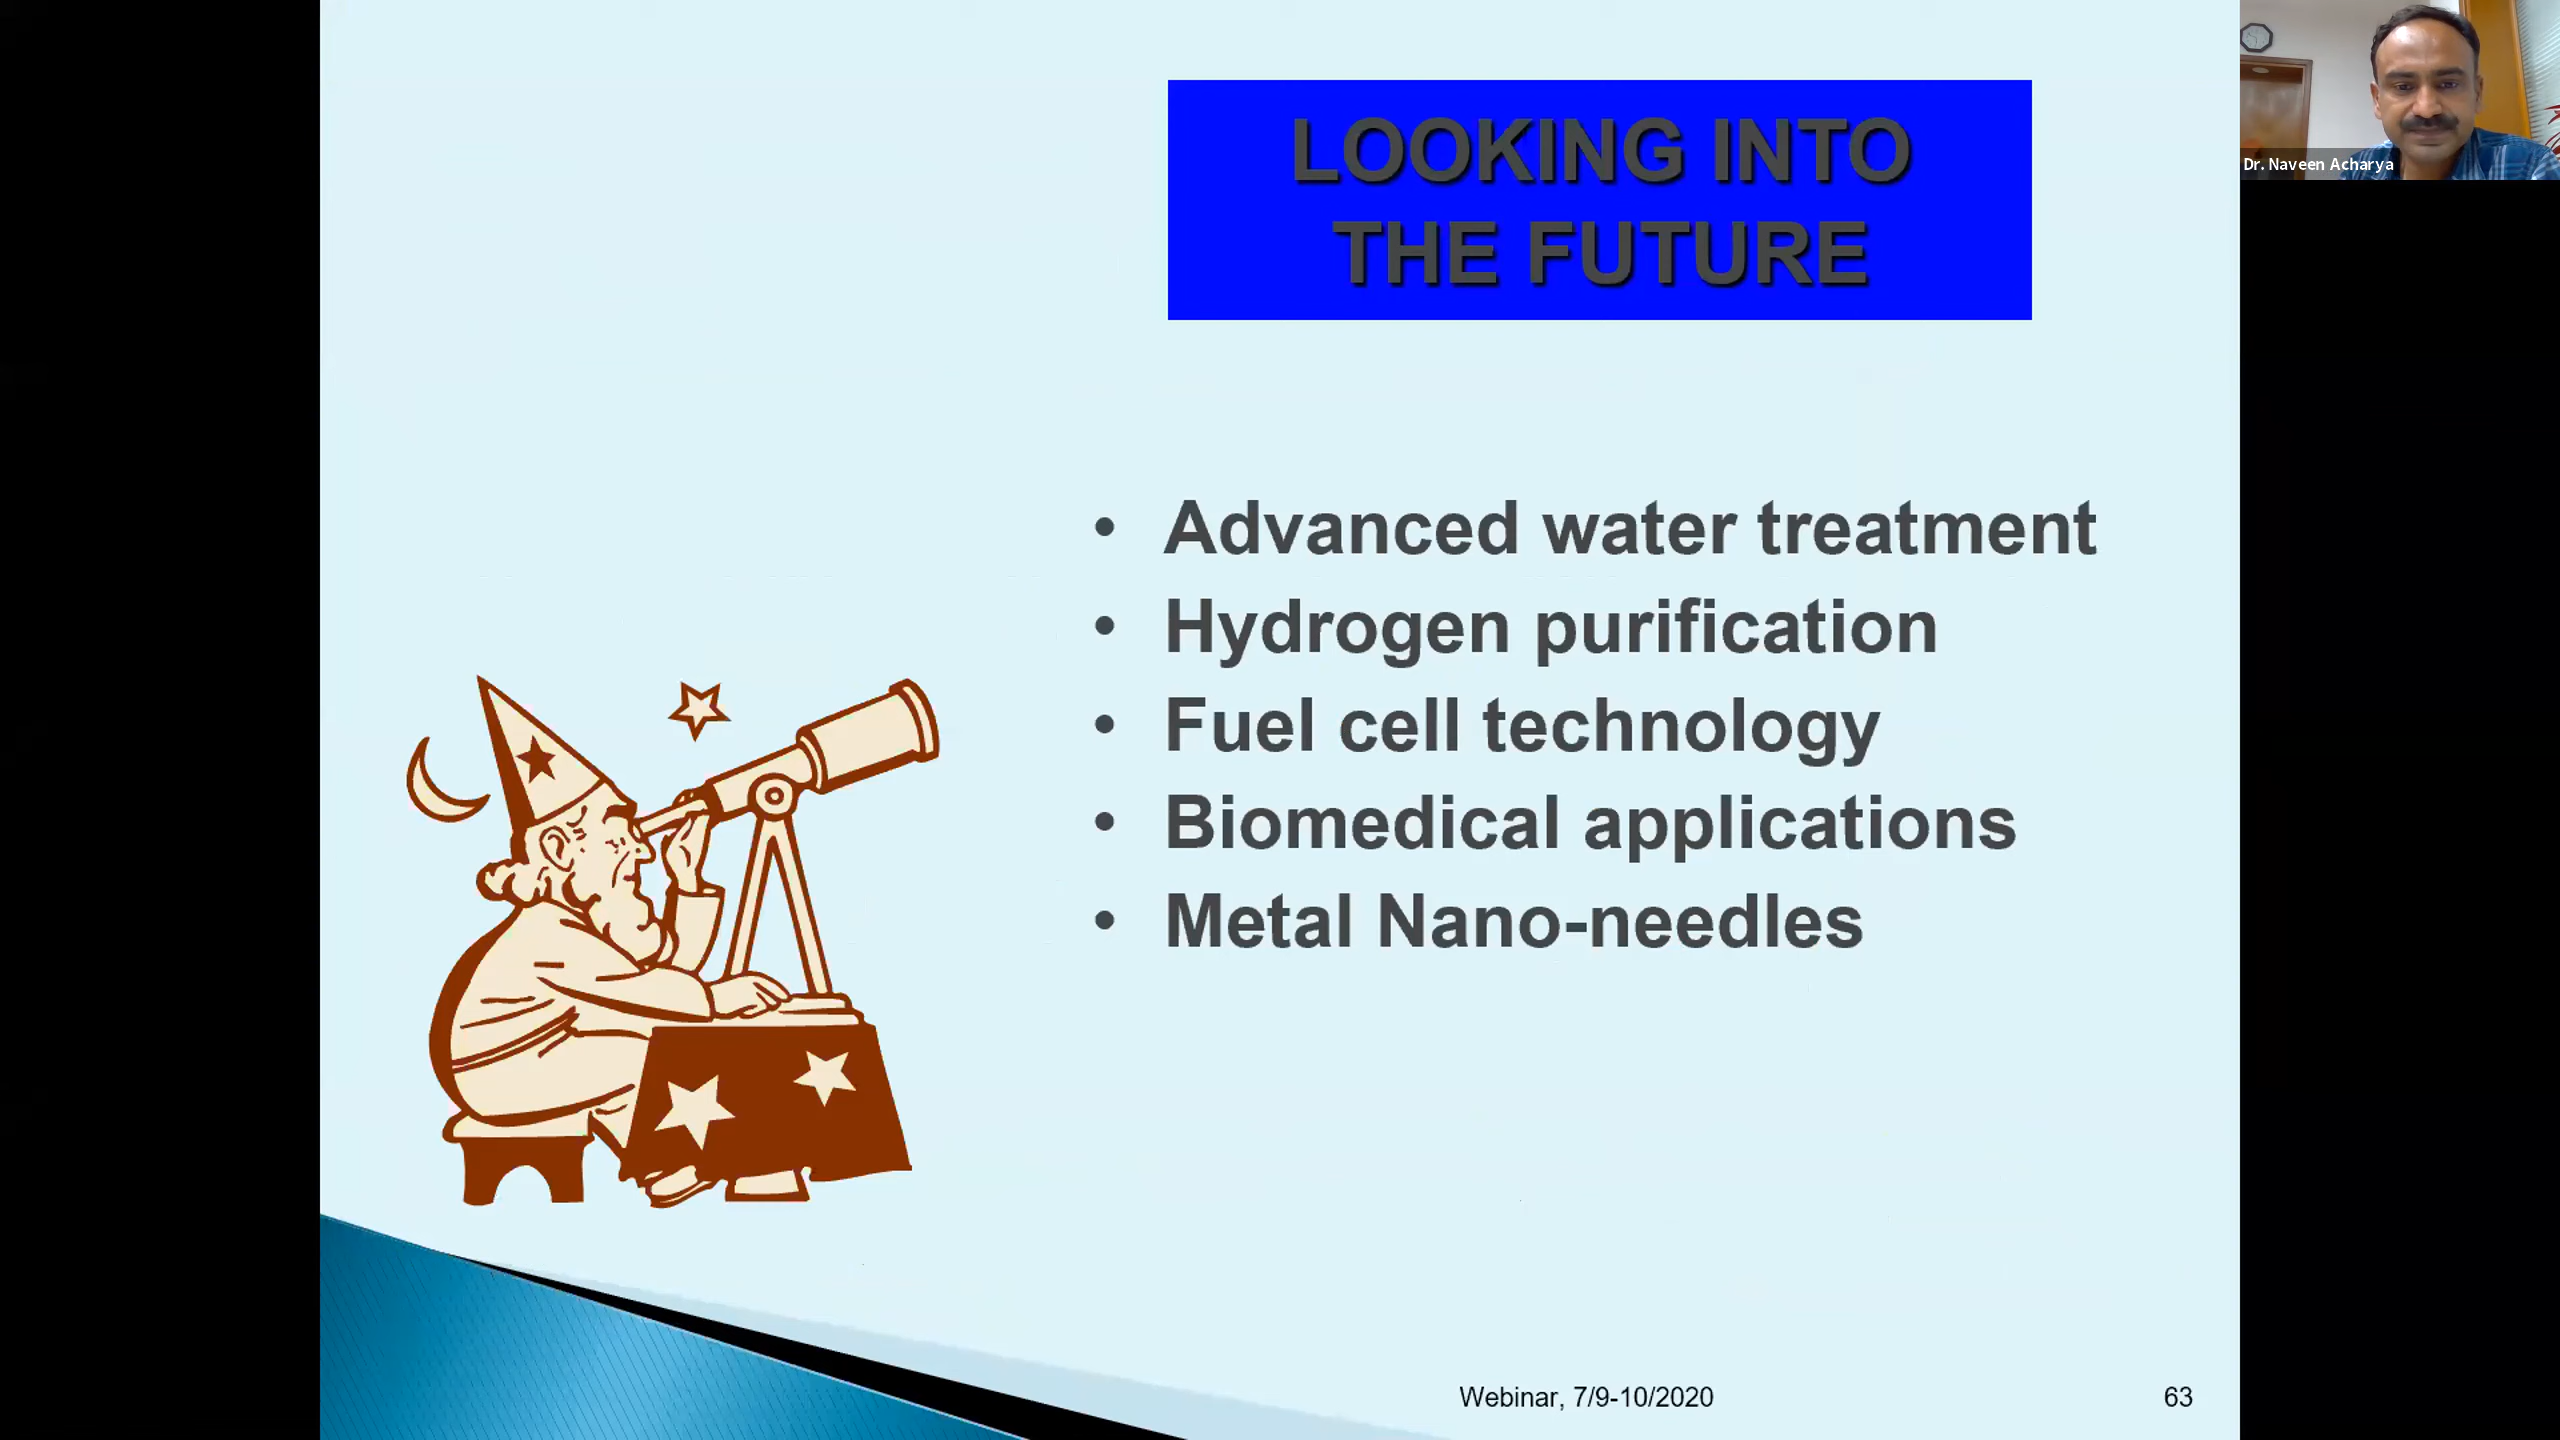 LOOKING INTO
THE FUTURE
Dr. Naveen Acharya
• Advanced water treatment
• Hydrogen purification
• Fuel cell technology
• Biomedical applications
• Metal Nano-needles
Webinar, 7/9-10/2020
63